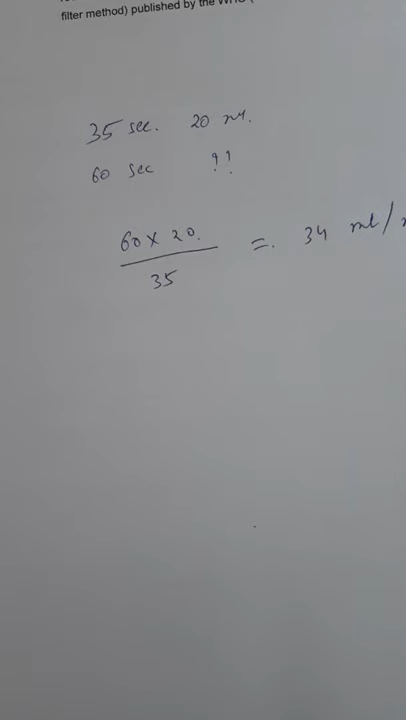 filter method) published by the WHO (
35 sec. 20 ml.
60 sec ??
60 x 20.
35
=. 34 ml/